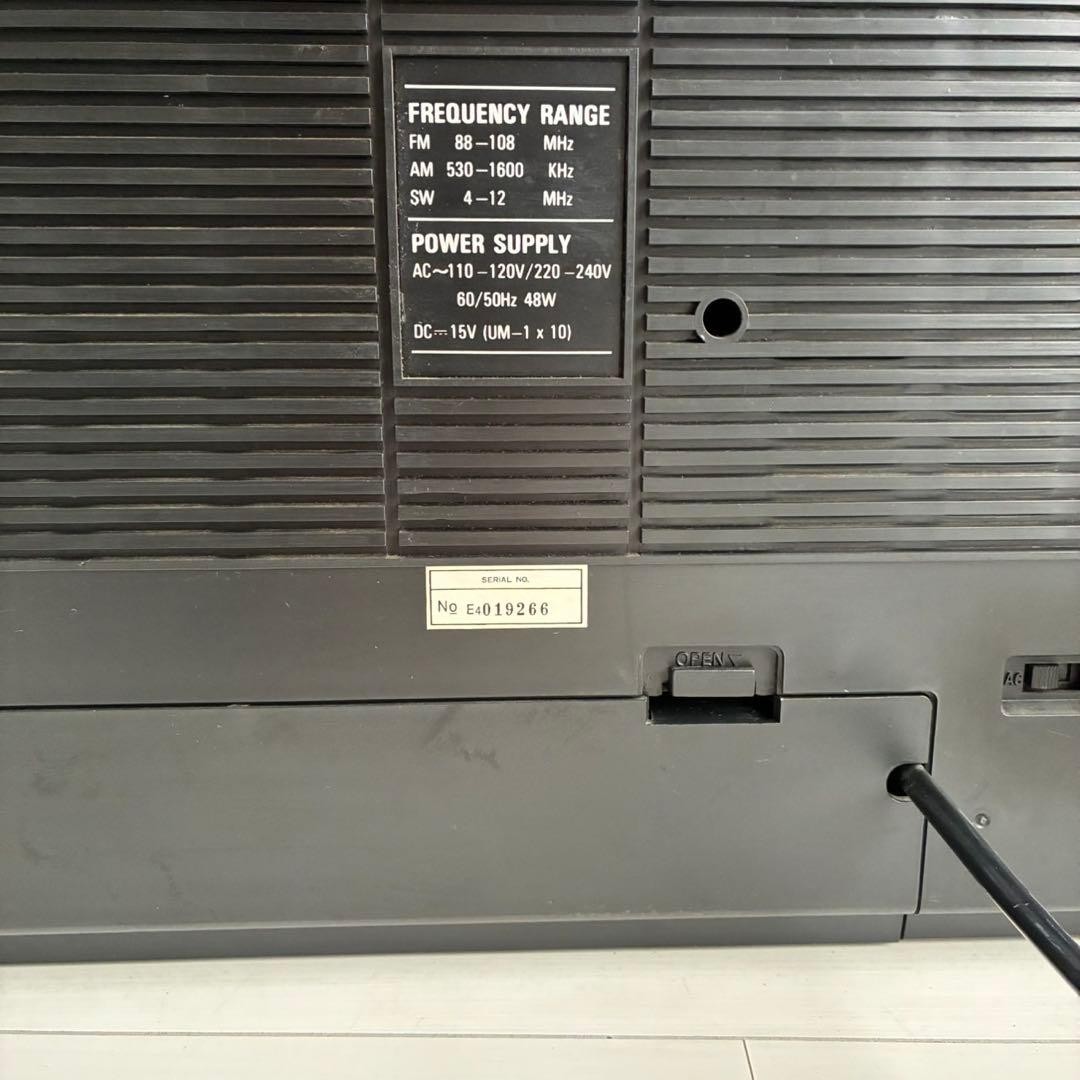 FREQUENCY RANGE
FM 88–108 MHz
AM 530–1600 KHz
SW 4–12 MHz
POWER SUPPLY
AC～110–120V/220–240V
60/50Hz 48W
DC⎓15V (UM–1 x 10)
SERIAL NO.
No E4019266
OPEN
AC